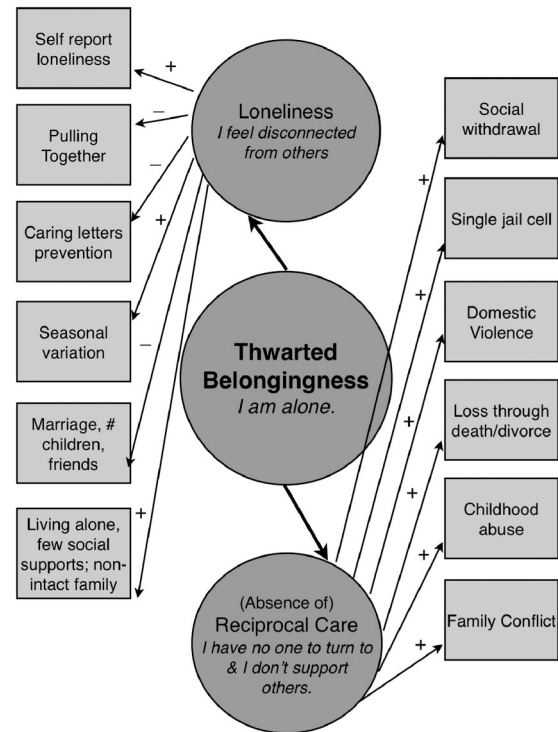 Self report
loneliness
+
Pulling
Together
−
Caring letters
prevention
−
Seasonal
variation
+
Marriage, #
children,
friends
−
Living alone,
few social
supports; non-
intact family
+
Loneliness
I feel disconnected
from others
Thwarted
Belongingness
I am alone.
(Absence of)
Reciprocal Care
I have no one to turn to
& I don't support
others.
Social
withdrawal
+
Single jail cell
+
Domestic
Violence
+
Loss through
death/divorce
+
Childhood
abuse
+
Family Conflict
+